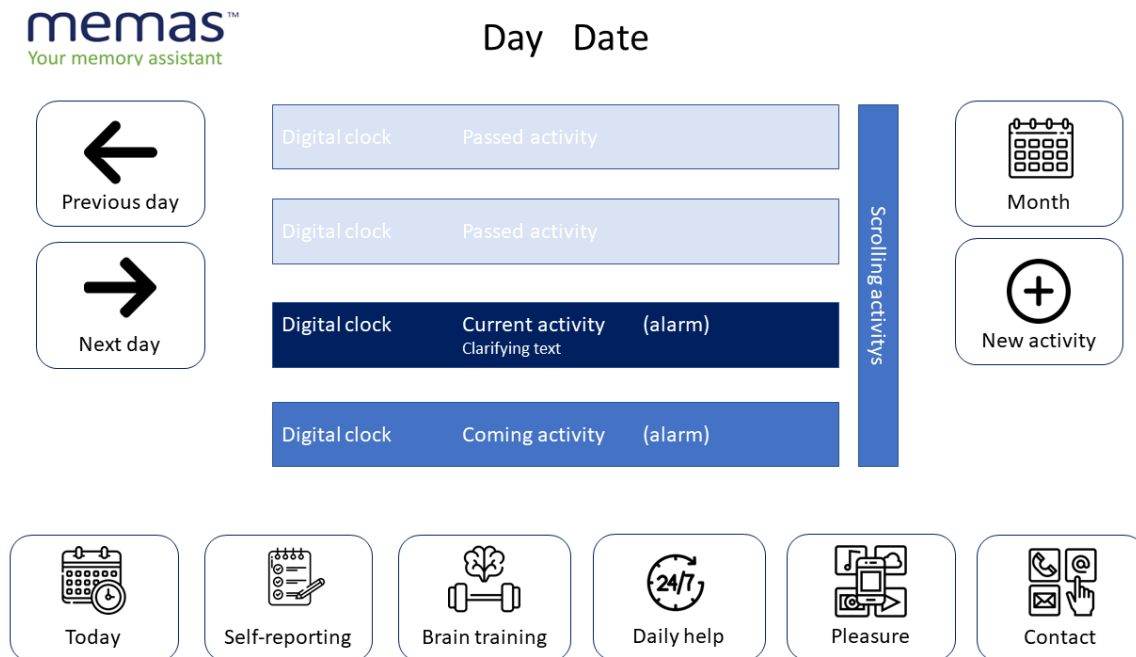 memas™
Your memory assistant
Day Date
Previous day
Next day
Digital clock Passed activity
Digital clock Passed activity
Digital clock Current activity (alarm)
Clarifying text
Digital clock Coming activity (alarm)
Scrolling activitys
Month
New activity
24/7
@
Today
Self-reporting
Brain training
Daily help
Pleasure
Contact